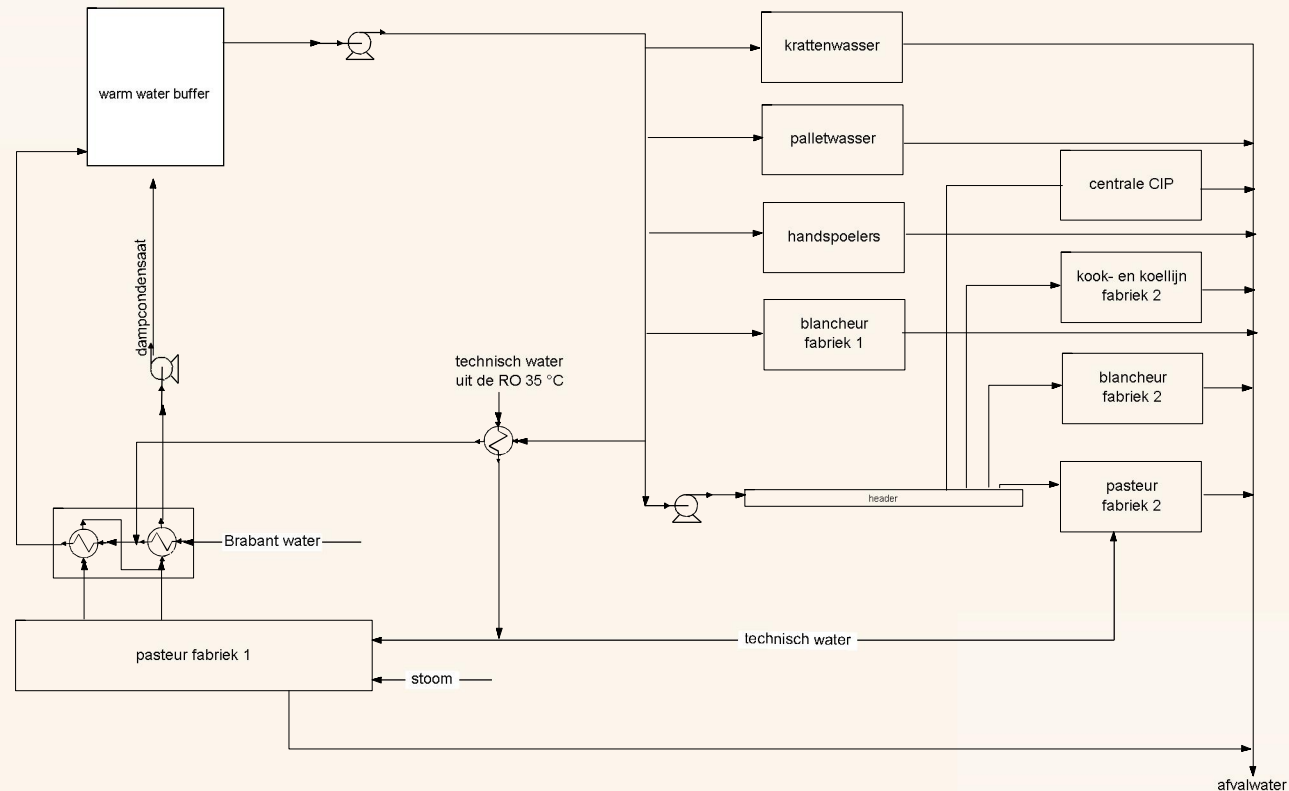 krattenwasser
warm water buffer
palletwasser
centrale CIP
handspoelers
dampcondensaat
kook- en koellijn
fabriek 2
blancheur
fabriek 1
technisch water
uit de RO 35 °C
blancheur
fabriek 2
pasteur
fabriek 2
header
Brabant water
technisch water
pasteur fabriek 1
stoom
afvalwater